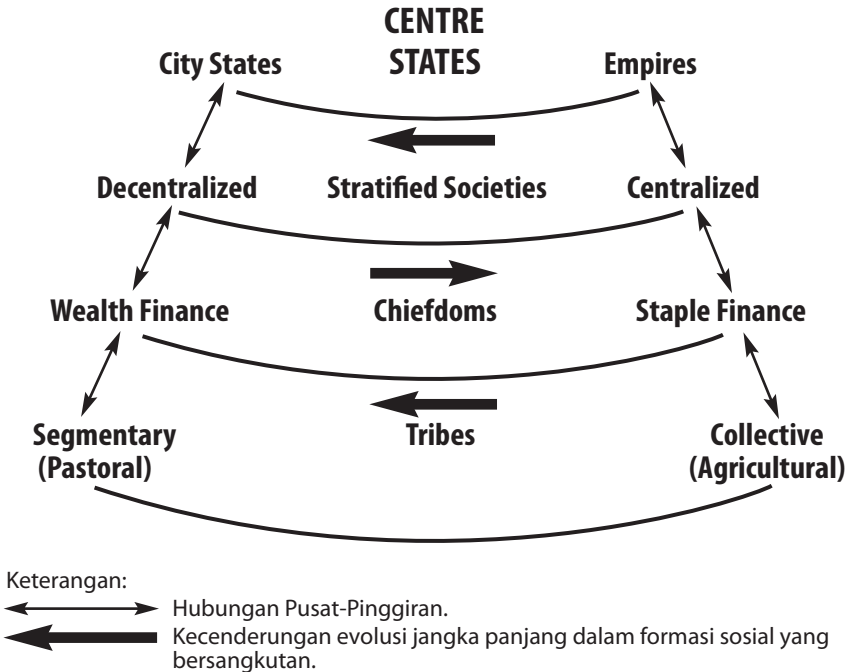 CENTRE
STATES
City States
Empires
Decentralized
Stratified Societies
Centralized
Wealth Finance
Chiefdoms
Staple Finance
Segmentary
(Pastoral)
Tribes
Collective
(Agricultural)
Keterangan:
Hubungan Pusat-Pinggiran.
Kecenderungan evolusi jangka panjang dalam formasi sosial yang
bersangkutan.